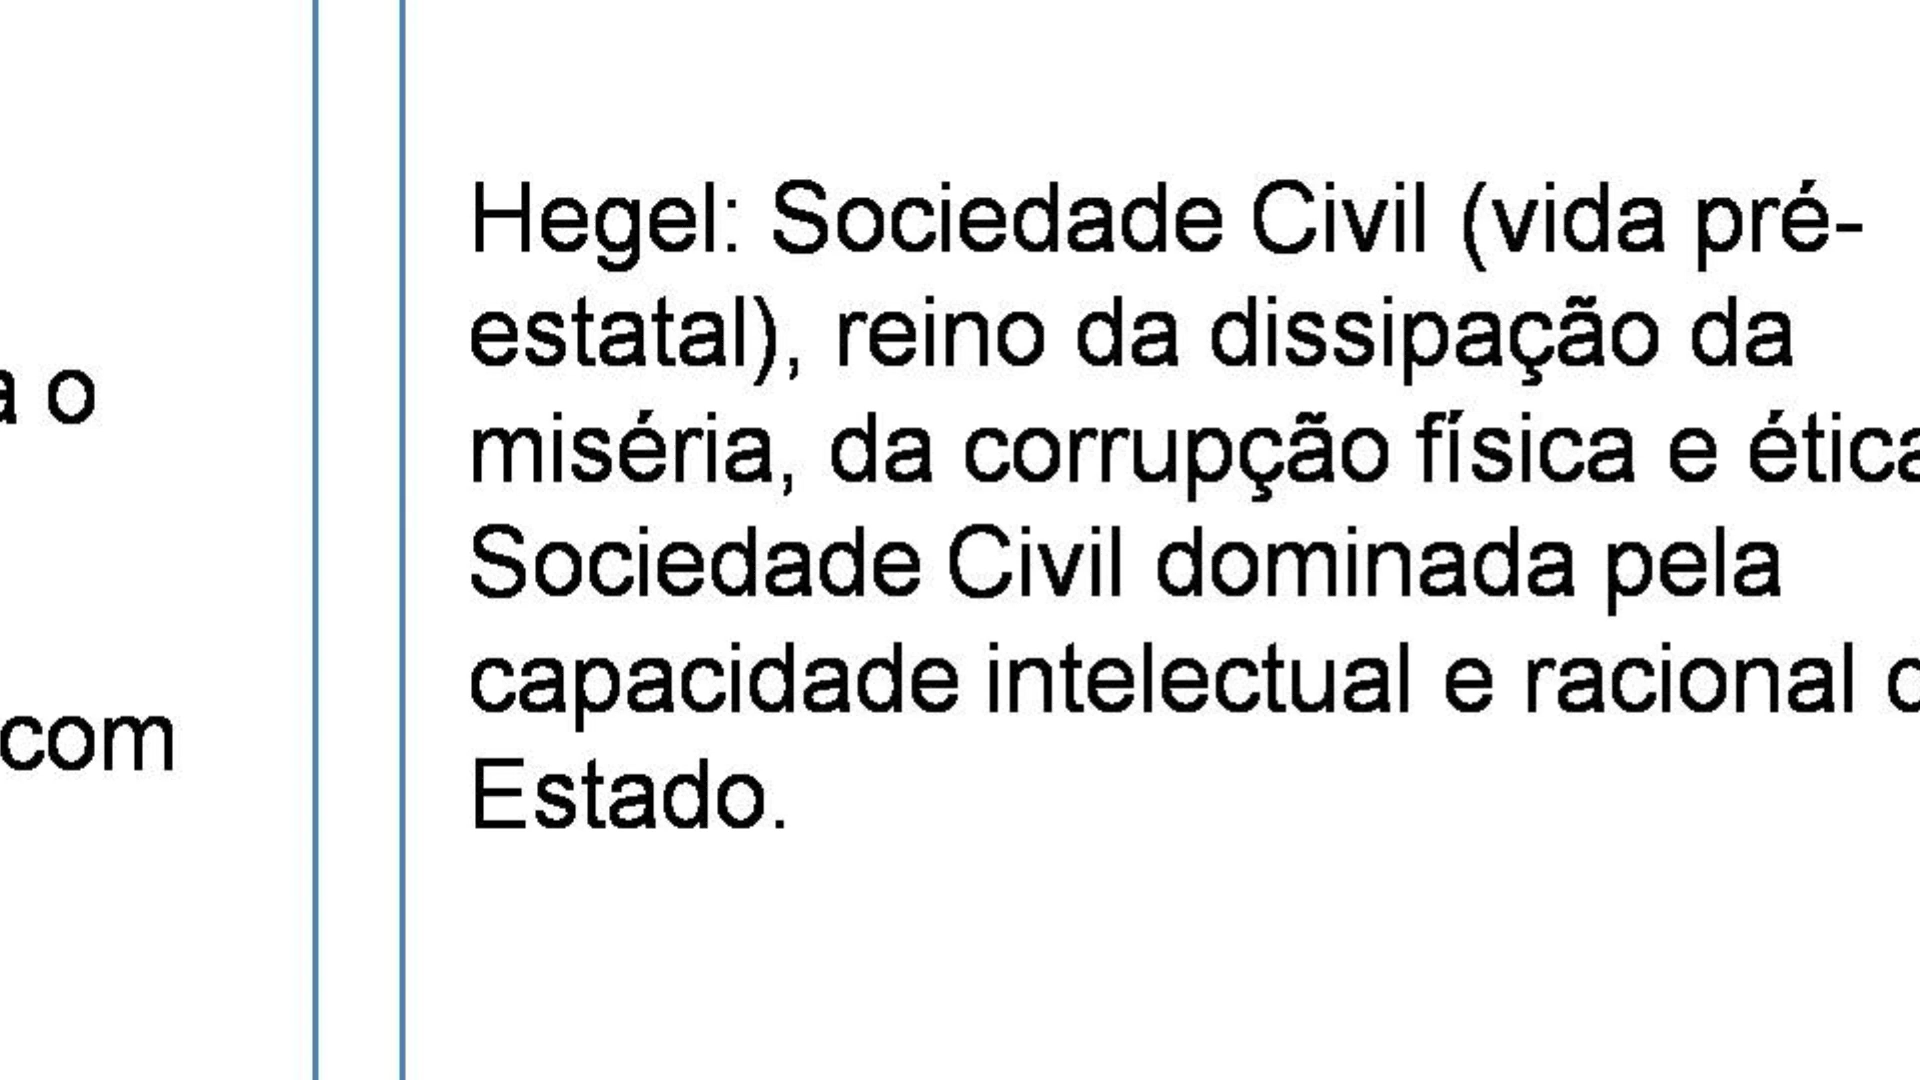 a o
com
Hegel: Sociedade Civil (vida pré-
estatal), reino da dissipação da
miséria, da corrupção física e ética
Sociedade Civil dominada pela
capacidade intelectual e racional
Estado.